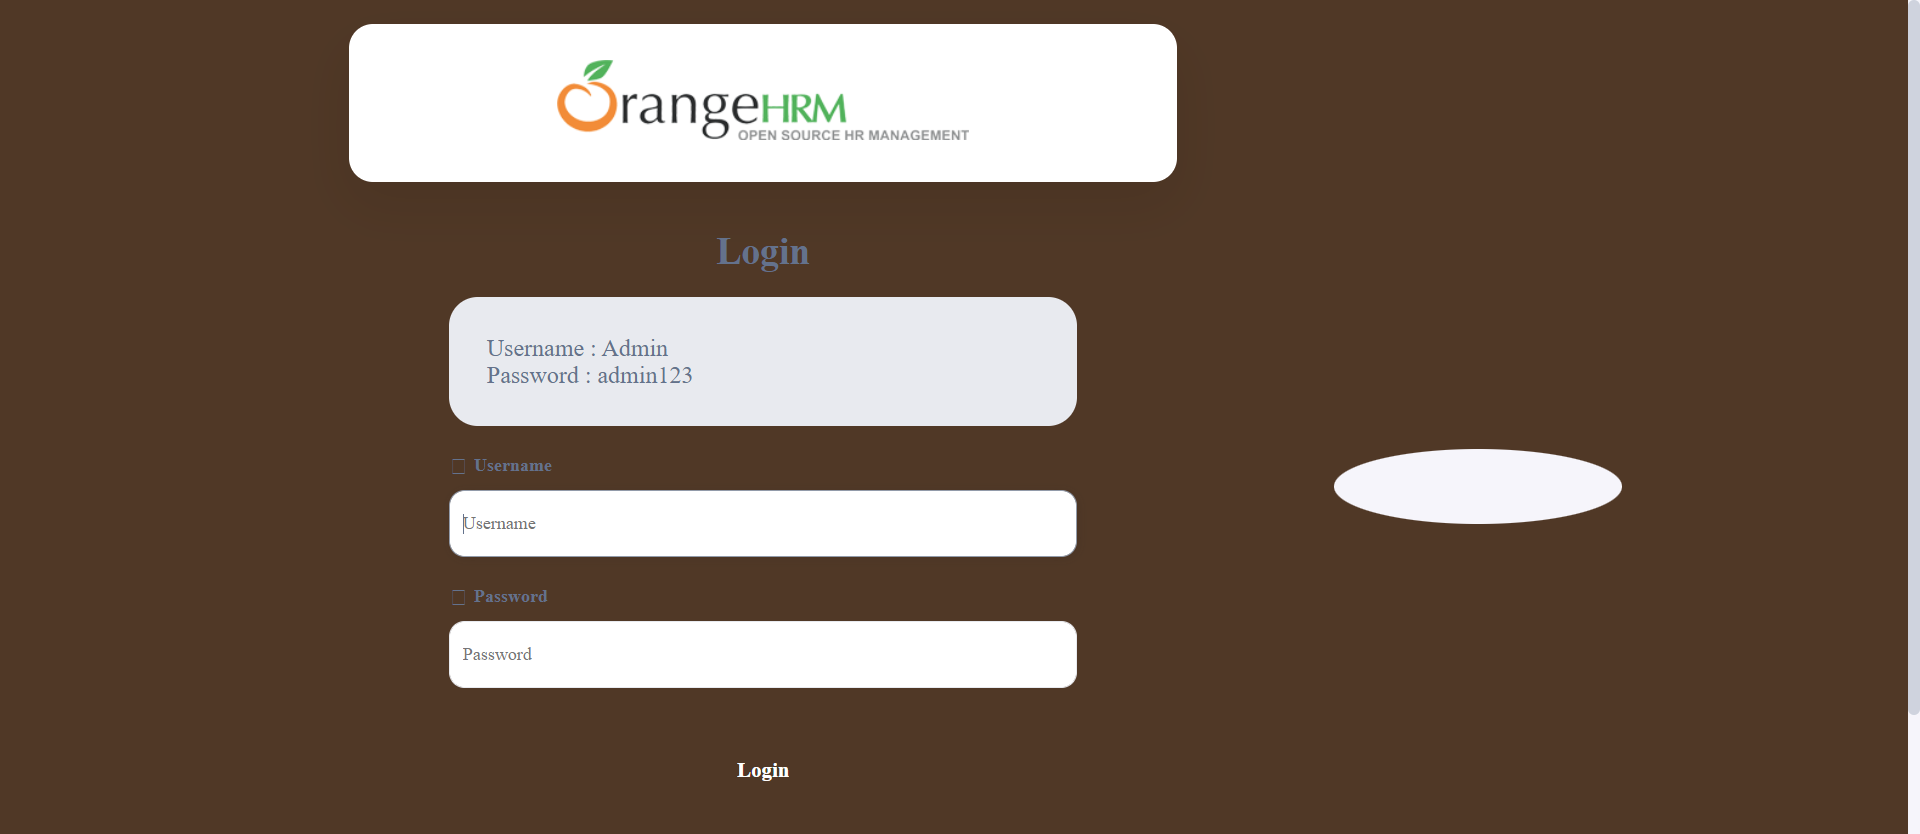 OrangeHRM
OPEN SOURCE HR MANAGEMENT
Login
Username : Admin
Password : admin123
Username
Username
Password
Password
Login